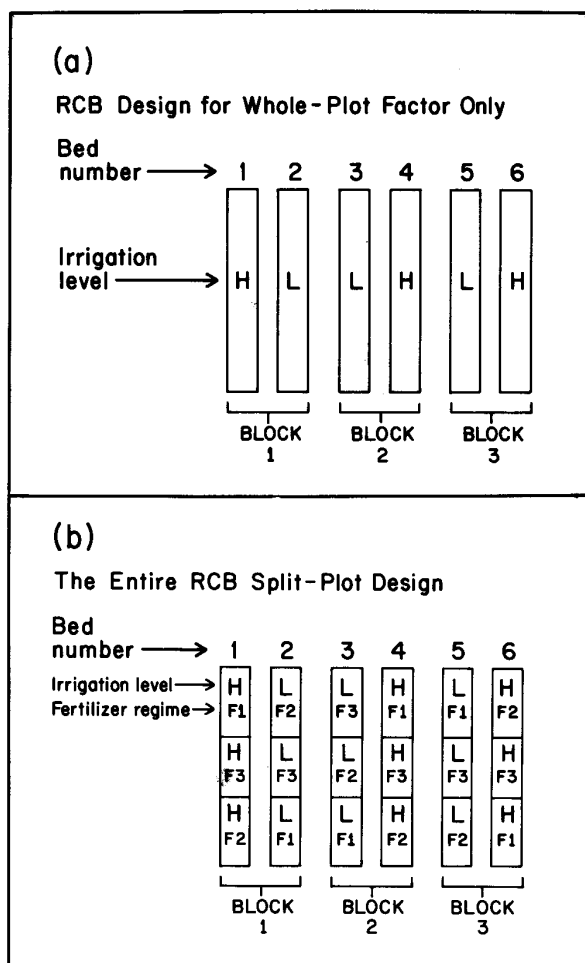 (a)
RCB Design for Whole-Plot Factor Only
Bed
number
1 2 3 4 5 6
Irrigation
level
H L L H L H
BLOCK BLOCK BLOCK
1 2 3
(b)
The Entire RCB Split-Plot Design
Bed
number
1 2 3 4 5 6
Irrigation level
H L L H L H
Fertilizer regime
F1 F2 F3 F1 F1 F2
H L L H L H
F3 F3 F2 F3 F3 F3
H L L H L H
F2 F1 F1 F2 F2 F1
BLOCK BLOCK BLOCK
1 2 3